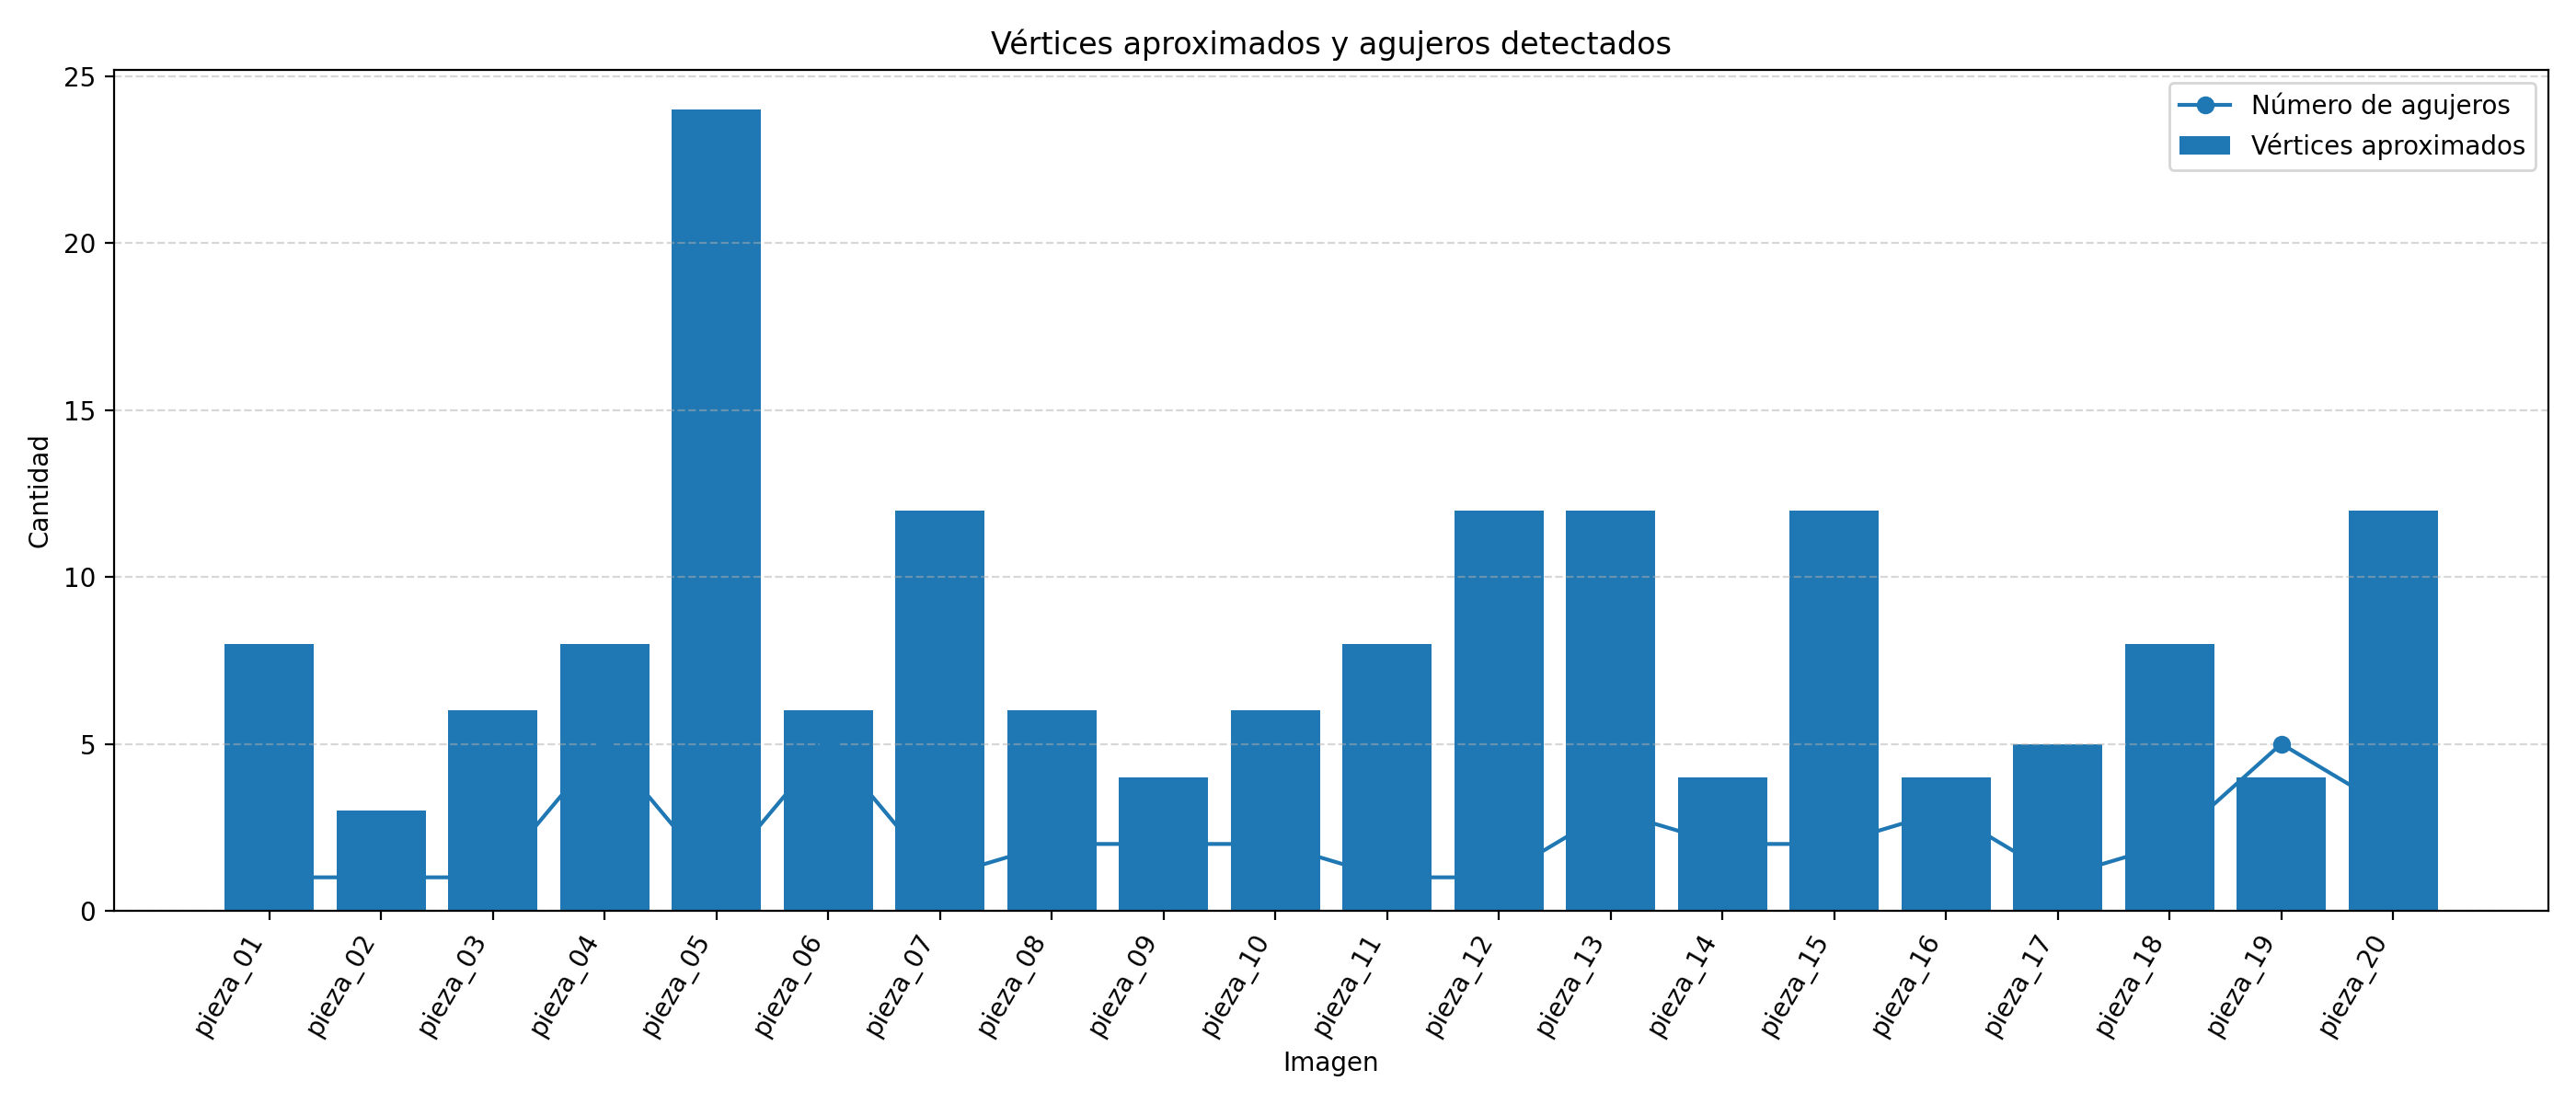 Vértices aproximados y agujeros detectados
25
20
15
10
5
0
Cantidad
Número de agujeros
Vértices aproximados
pieza_01
pieza_02
pieza_03
pieza_04
pieza_05
pieza_06
pieza_07
pieza_08
pieza_09
pieza_10
pieza_11
pieza_12
pieza_13
pieza_14
pieza_15
pieza_16
pieza_17
pieza_18
pieza_19
pieza_20
Imagen